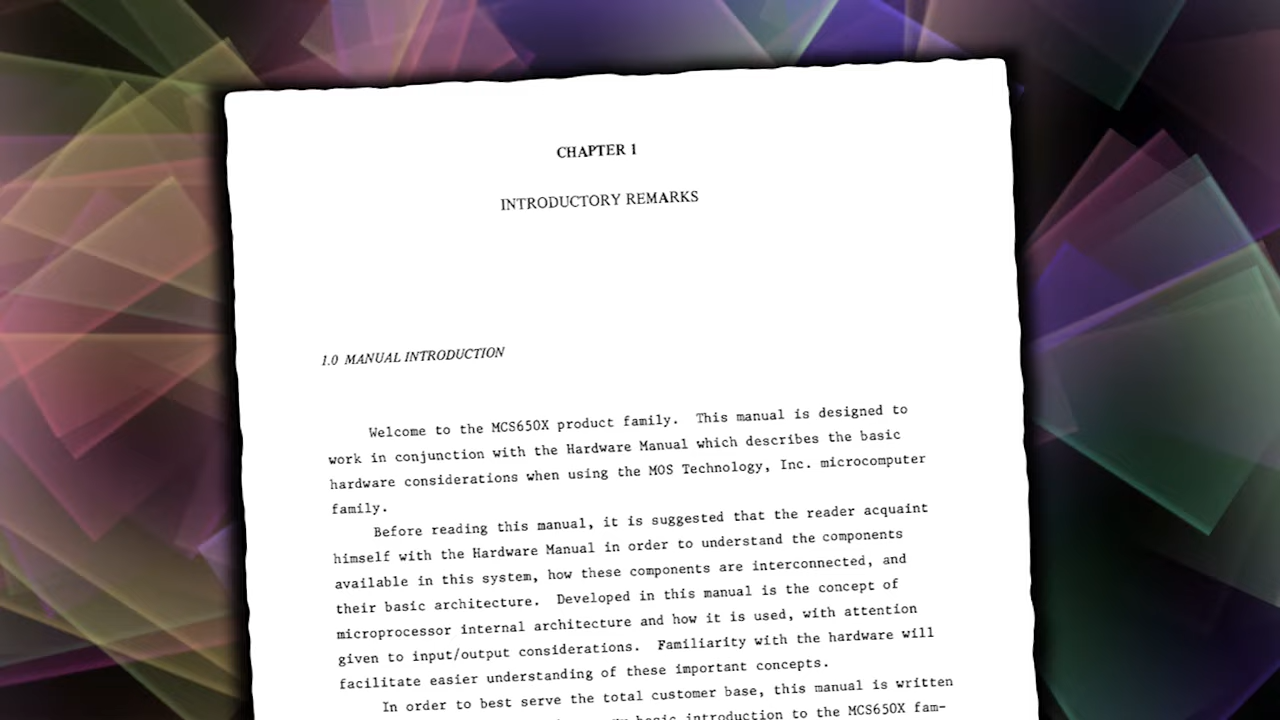 CHAPTER 1
INTRODUCTORY REMARKS
1.0 MANUAL INTRODUCTION
Welcome to the MCS650X product family. This manual is designed to
work in conjunction with the Hardware Manual which describes the basic
hardware considerations when using the MOS Technology, Inc. microcomputer
family.
Before reading this manual, it is suggested that the reader acquaint
himself with the Hardware Manual in order to understand the components
available in this system, how these components are interconnected, and
their basic architecture. Developed in this manual is the concept of
microprocessor internal architecture and how it is used, with attention
given to input/output considerations. Familiarity with the hardware will
facilitate easier understanding of these important concepts.
In order to best serve the total customer base, this manual is written
basic introduction to the MCS650X fam-